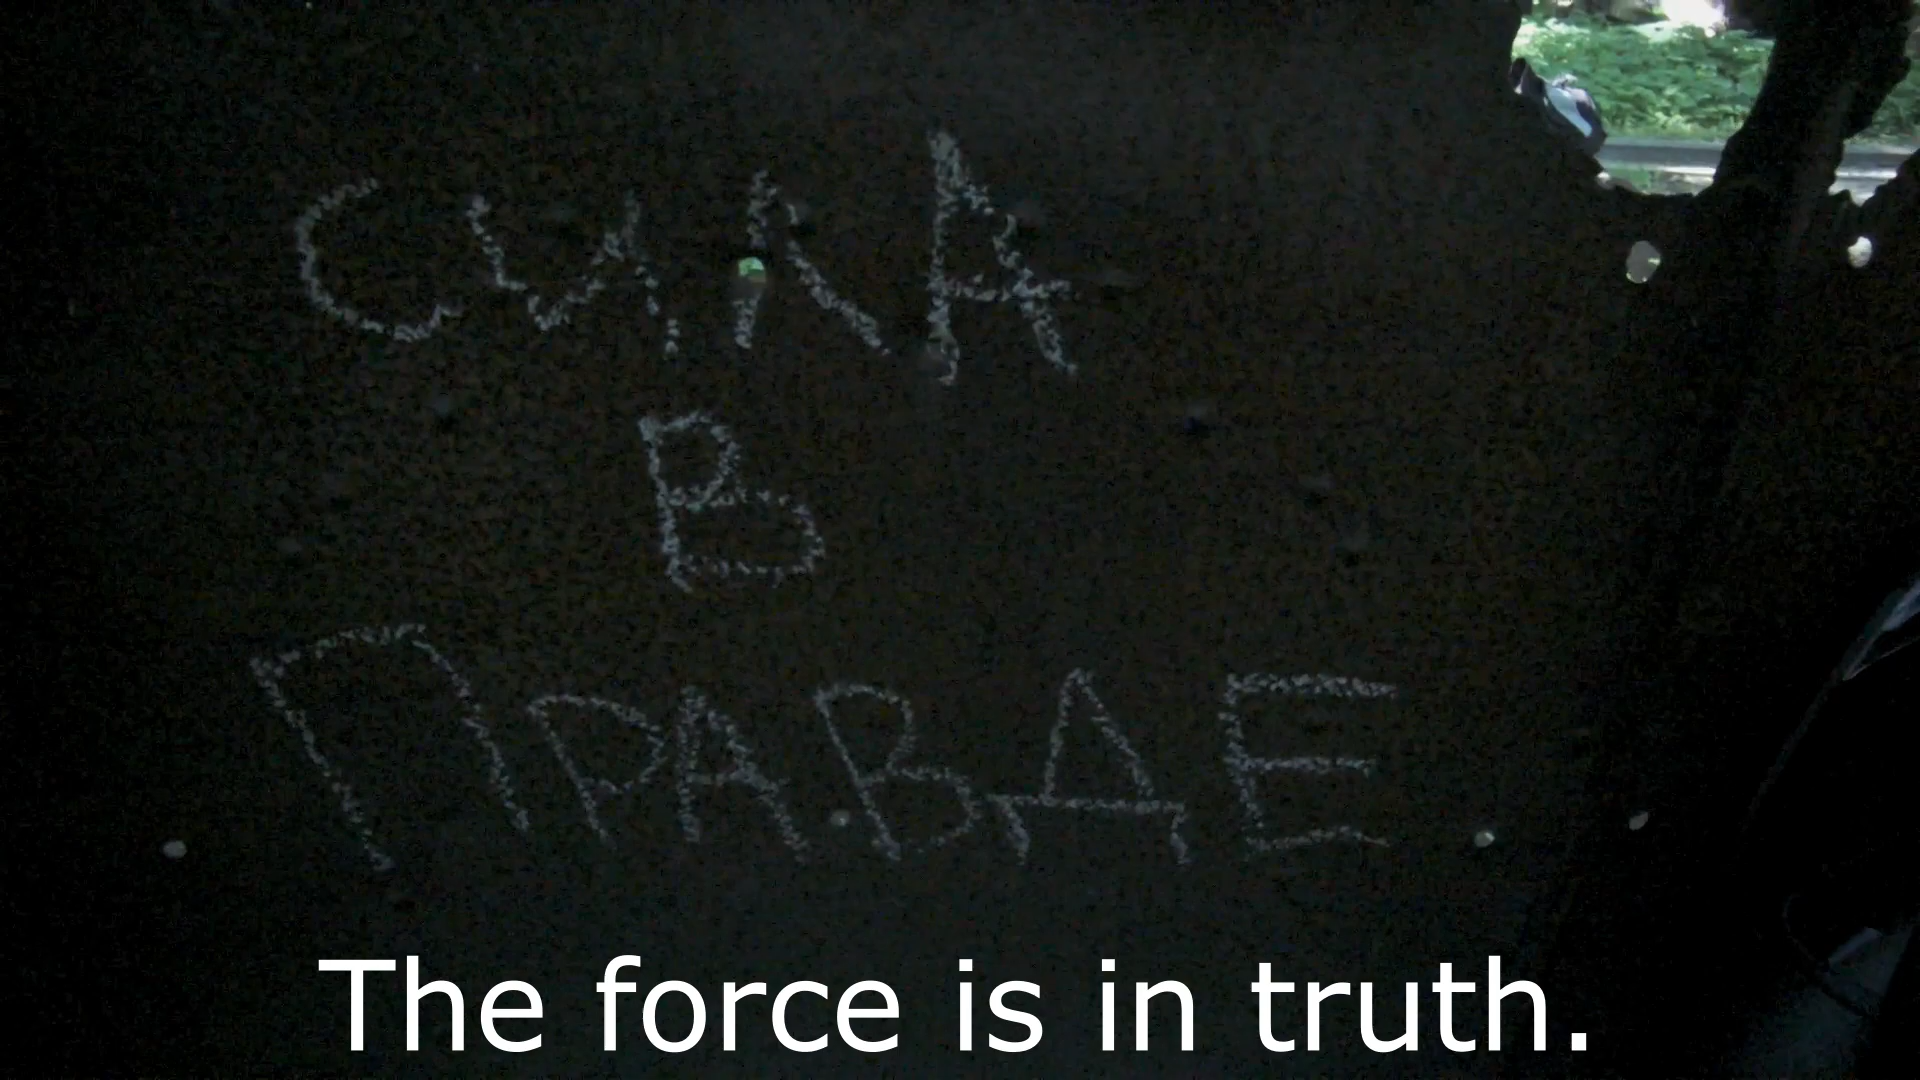 СИЛА
В
ПРАВДЕ
The force is in truth.